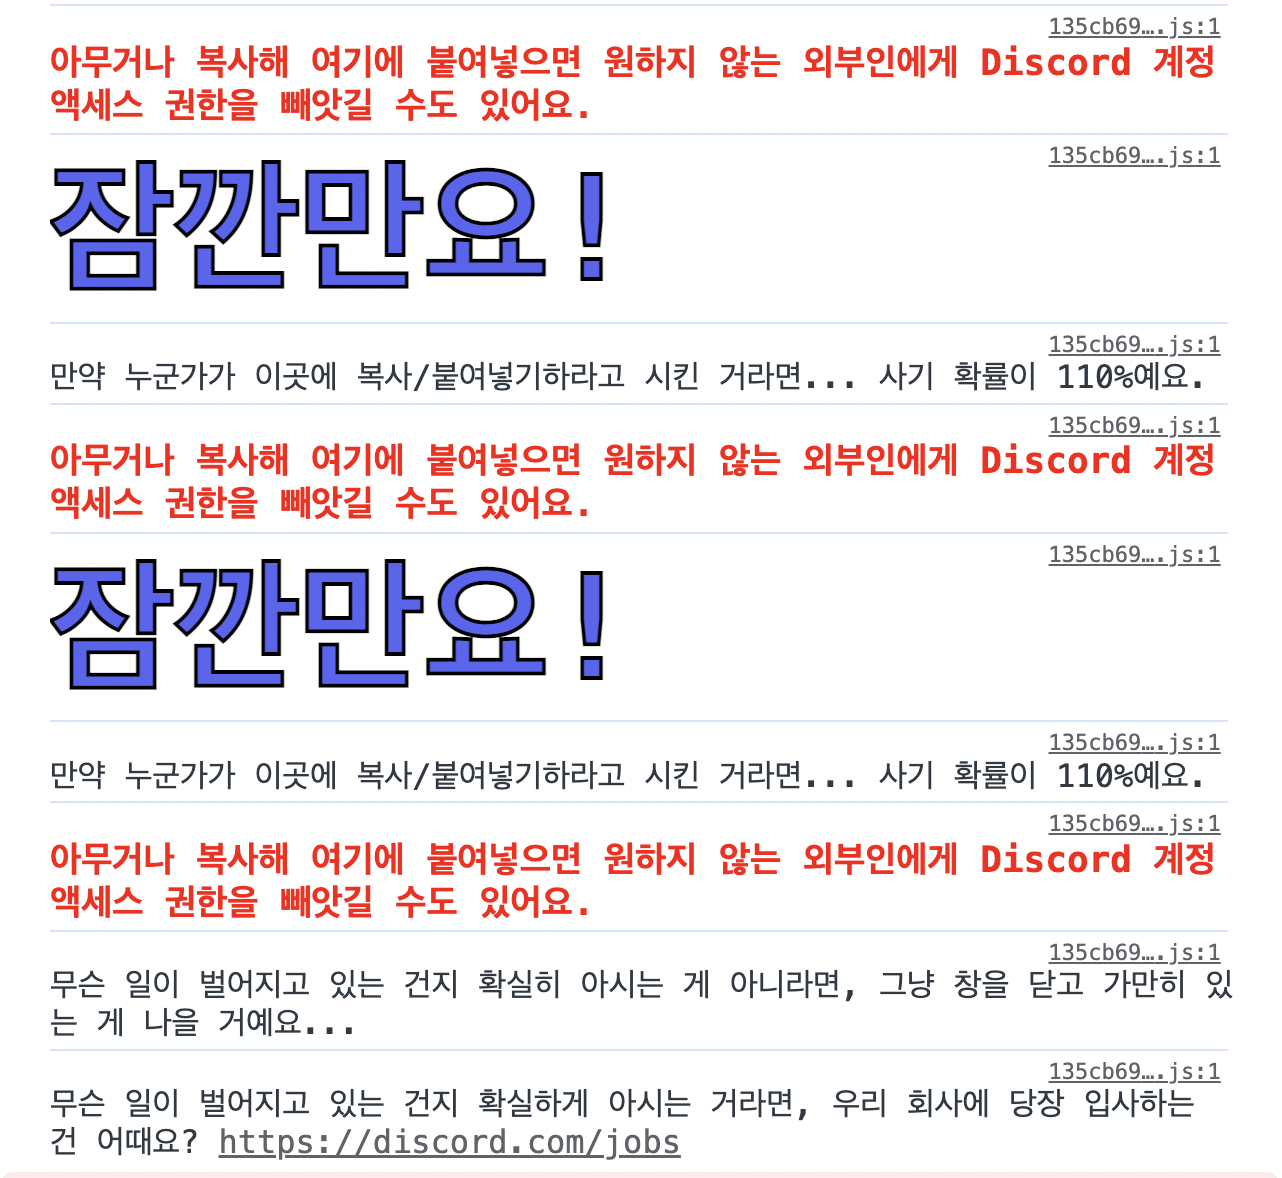 135cb69….js:1
아무거나 복사해 여기에 붙여넣으면 원하지 않는 외부인에게 Discord 계정
액세스 권한을 빼앗길 수도 있어요.
135cb69….js:1
잠깐만요!
135cb69….js:1
만약 누군가가 이곳에 복사/붙여넣기하라고 시킨 거라면... 사기 확률이 110%예요.
135cb69….js:1
아무거나 복사해 여기에 붙여넣으면 원하지 않는 외부인에게 Discord 계정
액세스 권한을 빼앗길 수도 있어요.
135cb69….js:1
잠깐만요!
135cb69….js:1
만약 누군가가 이곳에 복사/붙여넣기하라고 시킨 거라면... 사기 확률이 110%예요.
135cb69….js:1
아무거나 복사해 여기에 붙여넣으면 원하지 않는 외부인에게 Discord 계정
액세스 권한을 빼앗길 수도 있어요.
135cb69….js:1
무슨 일이 벌어지고 있는 건지 확실히 아시는 게 아니라면, 그냥 창을 닫고 가만히 있
는 게 나을 거예요...
135cb69….js:1
무슨 일이 벌어지고 있는 건지 확실하게 아시는 거라면, 우리 회사에 당장 입사하는
건 어때요? https://discord.com/jobs